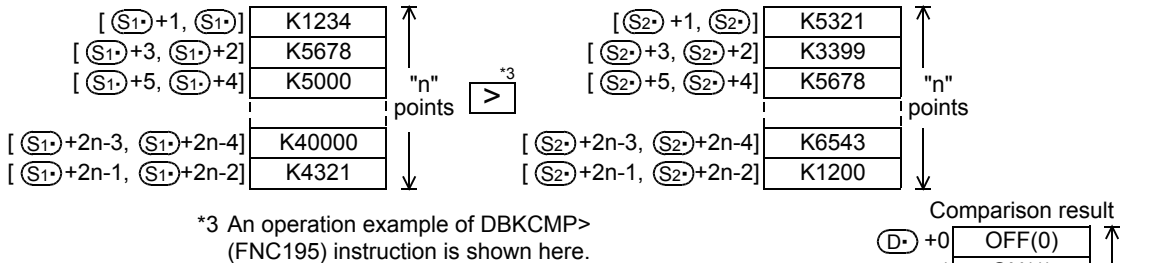 [ (S1•) +1, (S1•)] K1234 [ (S2•) +1, (S2•)] K5321
[ (S1•)+3, (S1•)+2] K5678 [ (S2•)+3, (S2•)+2] K3399
[ (S1•)+5, (S1•)+4] K5000 "n" *3 [ (S2•)+5, (S2•)+4] K5678 "n"
points > points
[ (S1•)+2n-3, (S1•)+2n-4] K40000 [ (S2•)+2n-3, (S2•)+2n-4] K6543
[ (S1•)+2n-1, (S1•)+2n-2] K4321 [ (S2•)+2n-1, (S2•)+2n-2] K1200
*3 An operation example of DBKCMP>
(FNC195) instruction is shown here.
Comparison result
(D•) +0 OFF(0)